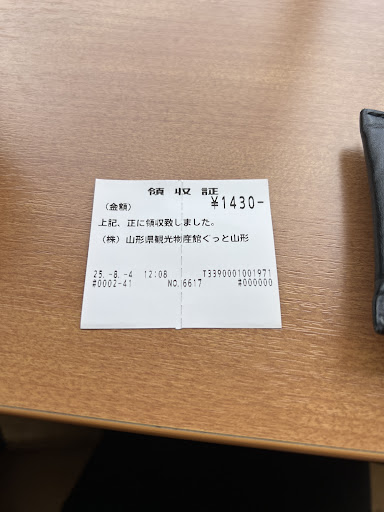 領収証
(金額) ¥1430-
上記、正に領収致しました。
(株)山形県観光物産館ぐっと山形
25.-8.-4 12:08 T3390001001971
#0002-41 NO.6617 #000000